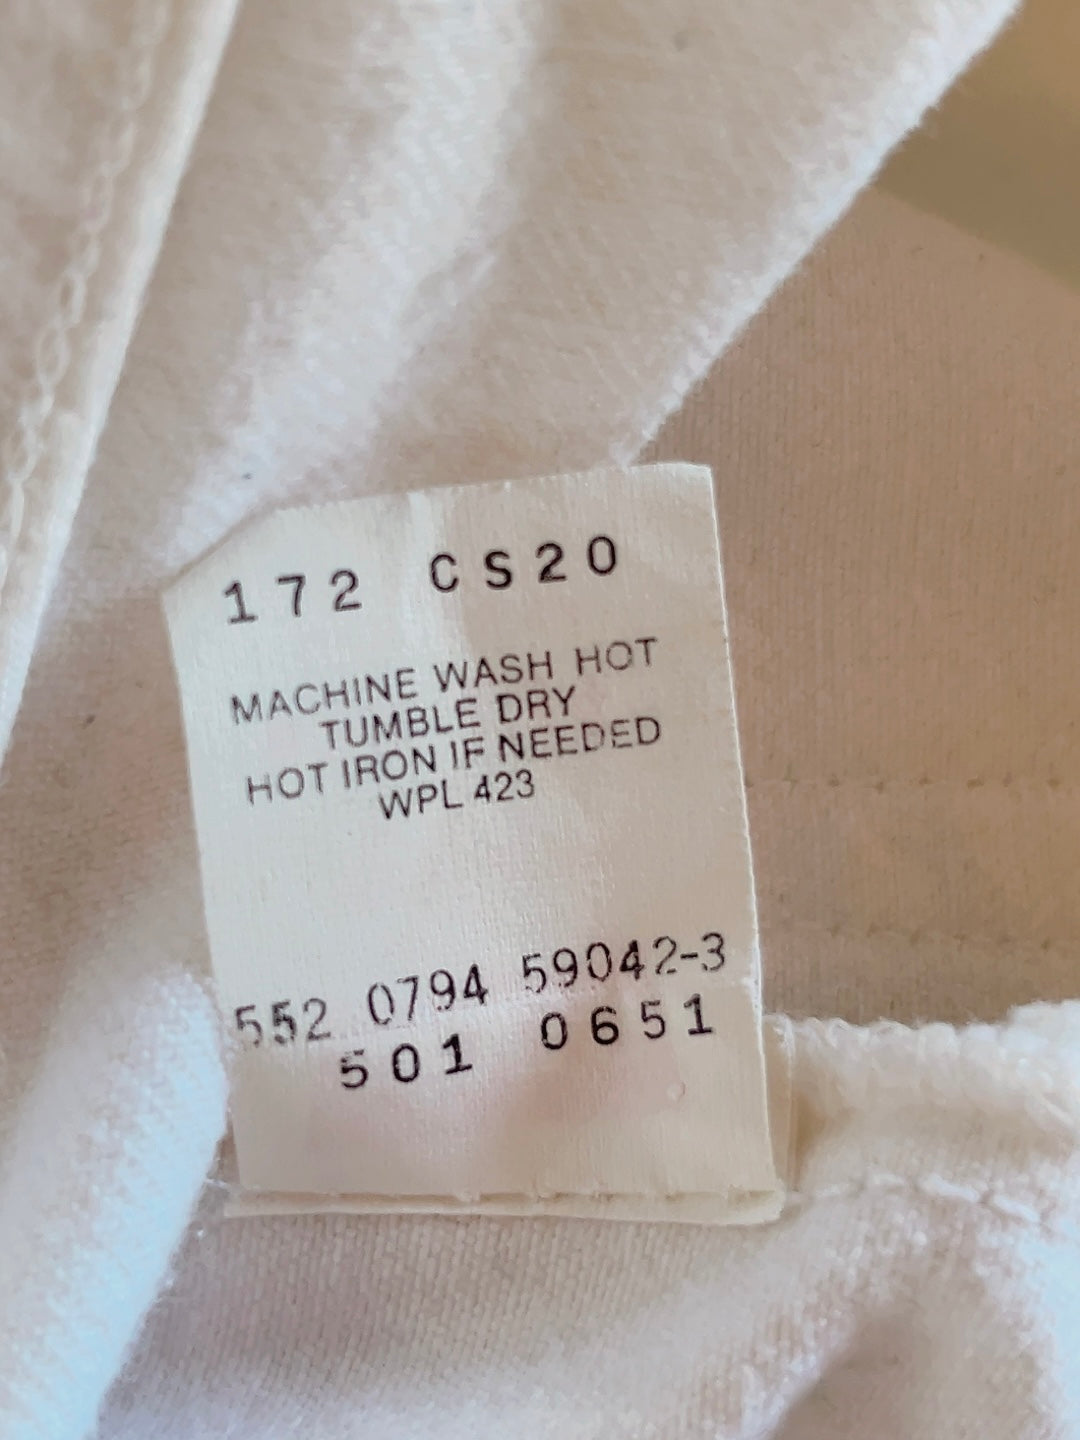 172 CS20
MACHINE WASH HOT
TUMBLE DRY
HOT IRON IF NEEDED
WPL 423
552 0794 59042-3
501 0651